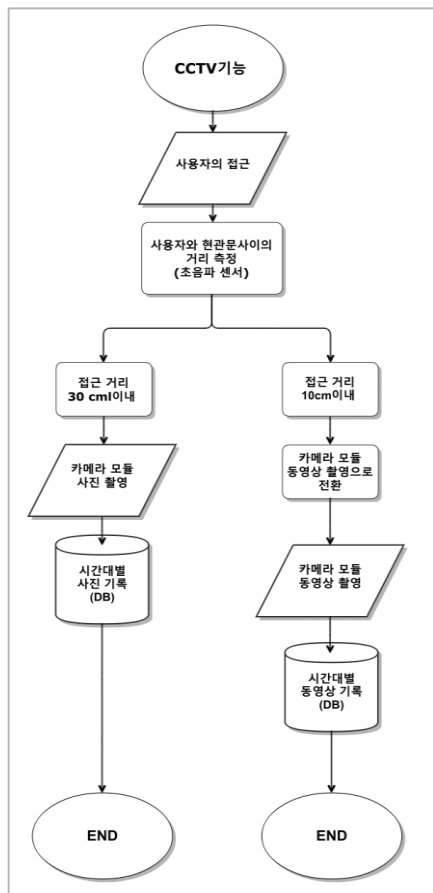 CCTV기능
사용자의 접근
사용자와 현관문사이의
거리 측정
(초음파 센서)
접근 거리
30 cml이내
카메라 모듈
사진 촬영
시간대별
사진 기록
(DB)
END
접근 거리
10cm이내
카메라 모듈
동영상 촬영으로
전환
카메라 모듈
동영상 촬영
시간대별
동영상 기록
(DB)
END